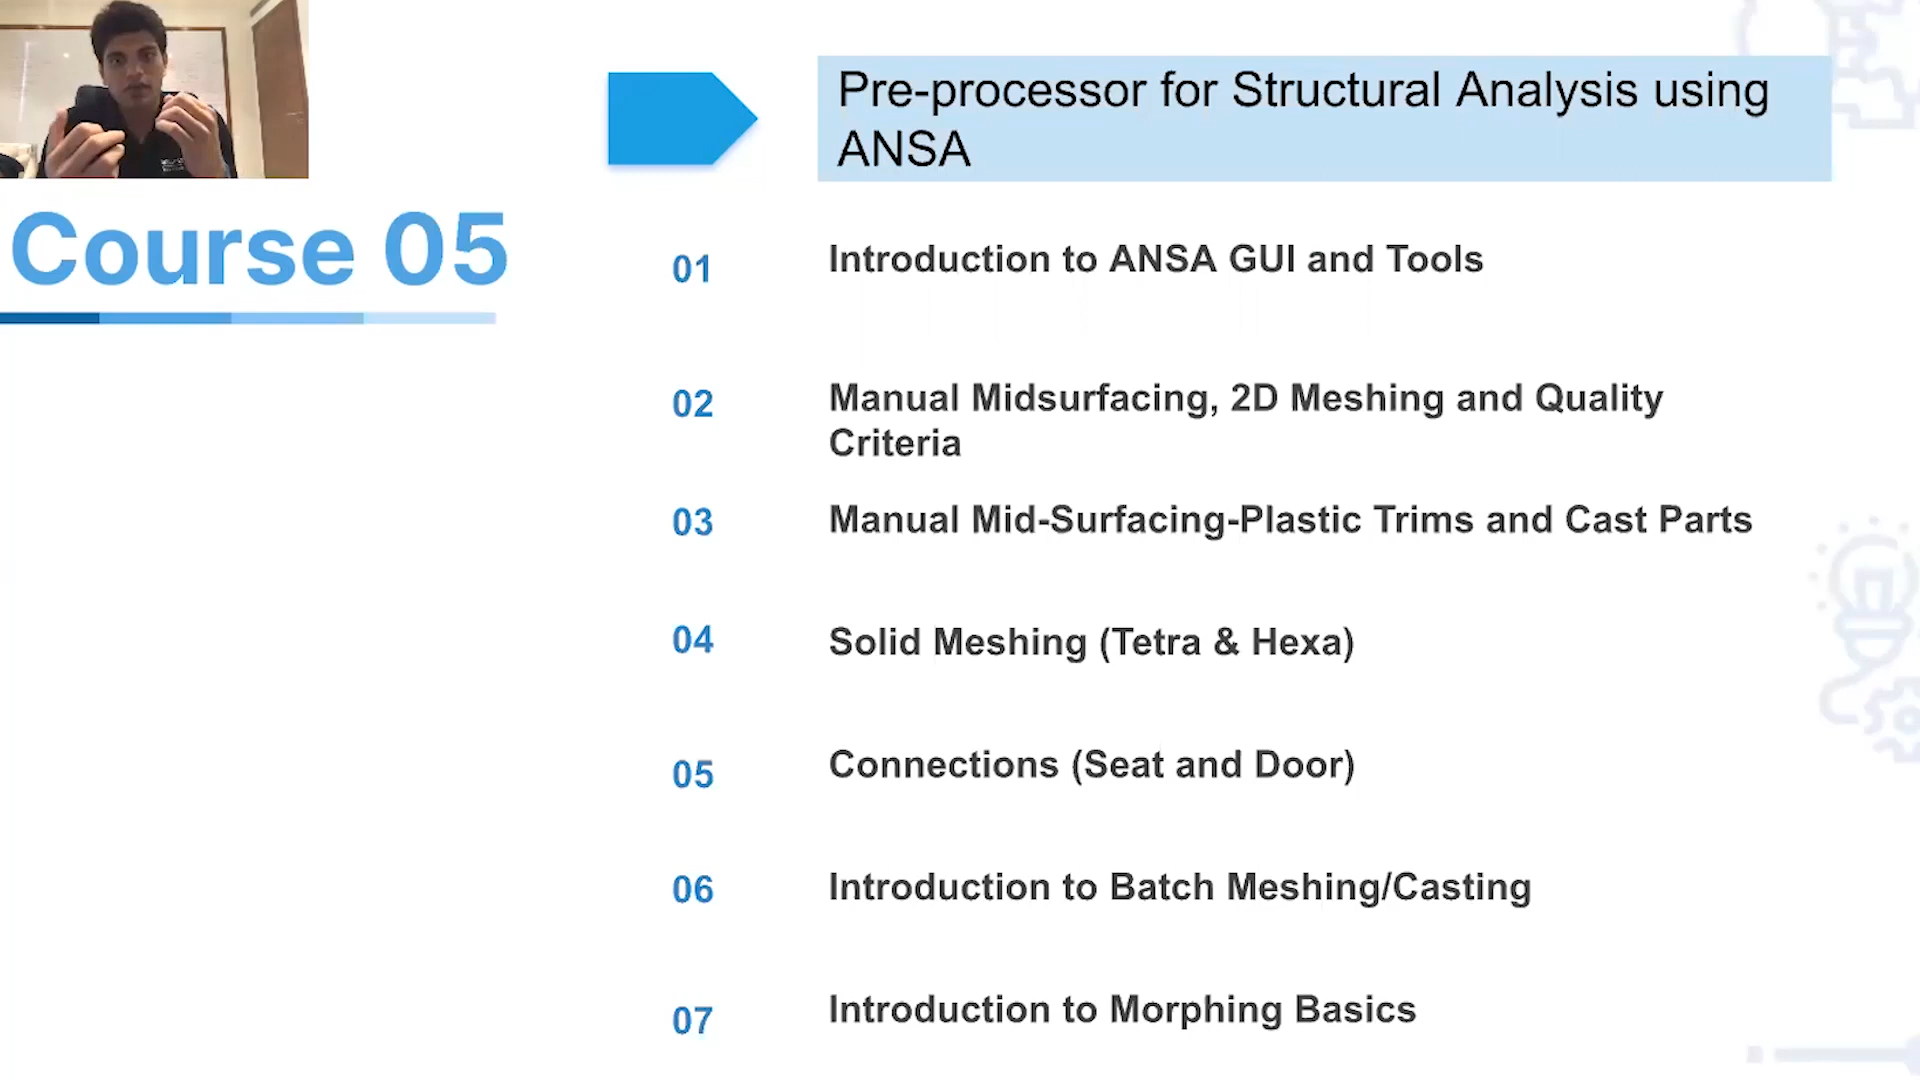 Pre-processor for Structural Analysis using
ANSA
Course 05
01 Introduction to ANSA GUI and Tools
02 Manual Midsurfacing, 2D Meshing and Quality
Criteria
03 Manual Mid-Surfacing-Plastic Trims and Cast Parts
04 Solid Meshing (Tetra & Hexa)
05 Connections (Seat and Door)
06 Introduction to Batch Meshing/Casting
07 Introduction to Morphing Basics